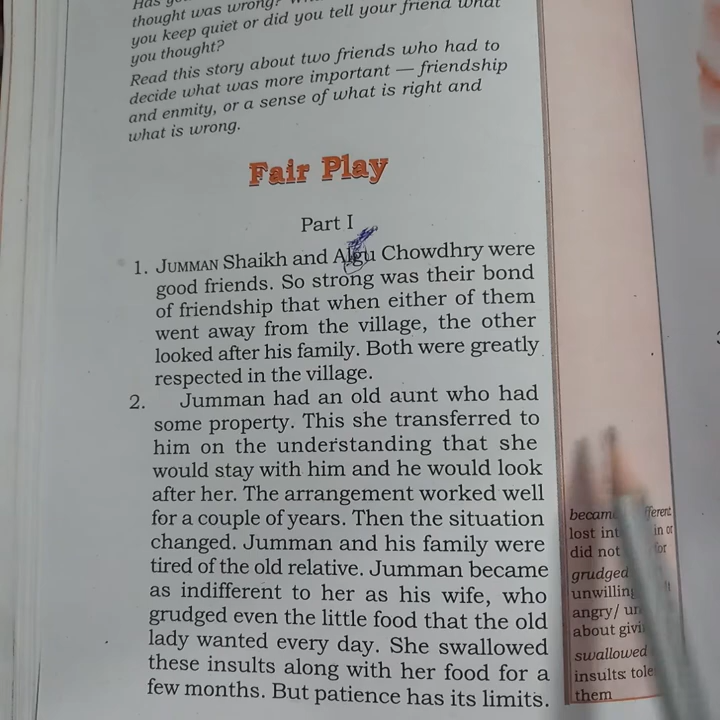 Has yo
thought was wrong?
you keep quiet or did you tell your friend what
you thought?
Read this story about two friends who had to
decide what was more important — friendship
and enmity, or a sense of what is right and
what is wrong.
Fair Play
Part I
1. JUMMAN Shaikh and Algu Chowdhry were
good friends. So strong was their bond
of friendship that when either of them
went away from the village, the other
looked after his family. Both were greatly
respected in the village.
2. Jumman had an old aunt who had
some property. This she transferred to
him on the understanding that she
would stay with him and he would look
after her. The arrangement worked well
for a couple of years. Then the situation
changed. Jumman and his family were
tired of the old relative. Jumman became
as indifferent to her as his wife, who
grudged even the little food that the old
lady wanted every day. She swallowed
these insults along with her food for a
few months. But patience has its limits.
becam fferent
lost int in or
did not for
grudged
unwilling
angry/ un
about givi
swallowed
insults: tole
them